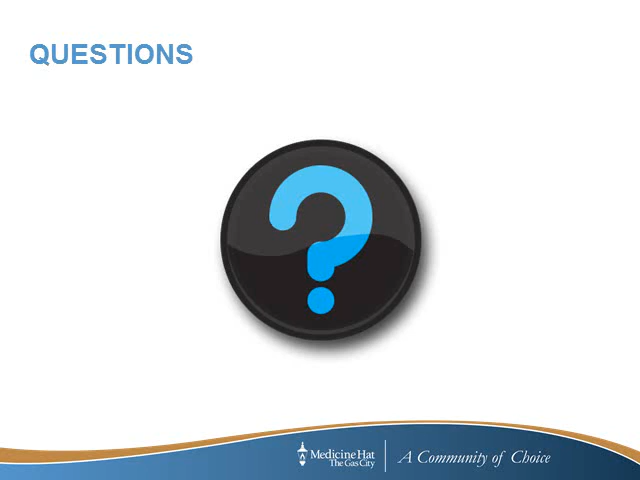 QUESTIONS
?
Medicine Hat
The Gas City
A Community of Choice